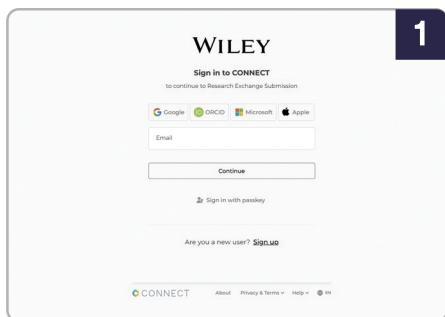 1
WILEY
Sign in to CONNECT
to continue to Research Exchange Submission
Google ORCID Microsoft Apple
Email
Continue
Sign in with passkey
Are you a new user? Sign up
CONNECT About Privacy & Terms Help EN